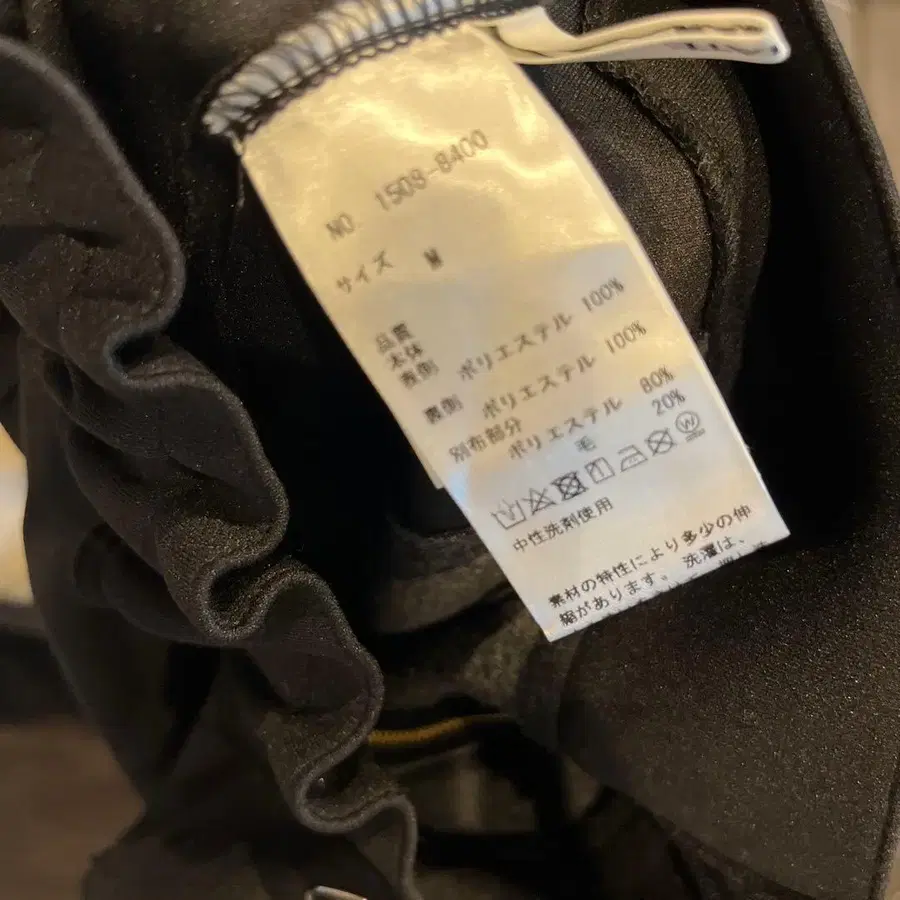 NO. 1508-8400
サイズ M
品質
本体
表側 ポリエステル 100%
裏側 ポリエステル 100%
別布部分 ポリエステル 80%
毛 20%
中性洗剤使用
素材の特性により多少の伸
縮があります。洗濯は、